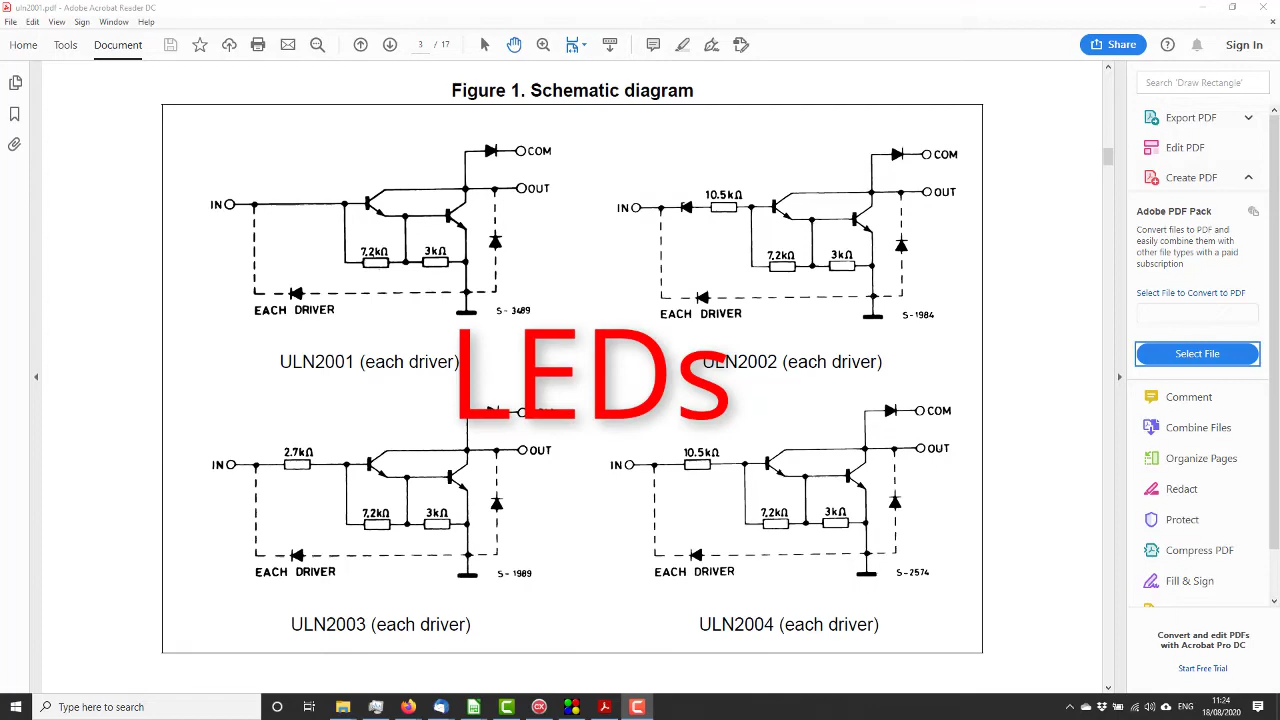 uln2001.pdf - Adobe Acrobat Reader DC
File Edit View Sign Window Help
Home Tools Document 3 / 17 Share Sign In
Figure 1. Schematic diagram
COM
OUT
IN
7.2kΩ 3kΩ
EACH DRIVER
S-3489
ULN2001 (each driver)
COM
OUT
IN
10.5kΩ
7.2kΩ 3kΩ
EACH DRIVER
S-1984
ULN2002 (each driver)
LEDs
OUT
IN
2.7kΩ
7.2kΩ 3kΩ
EACH DRIVER
S-1989
ULN2003 (each driver)
COM
OUT
IN
10.5kΩ
7.2kΩ 3kΩ
EACH DRIVER
S-2574
ULN2004 (each driver)
Search 'Draw Rectangle'
Export PDF
Edit PDF
Create PDF
Adobe PDF Pack
Convert files to PDF and
easily combine them with
other file types with a paid
subscription
Select File to Convert to PDF
Select File
Comment
Combine Files
Organize Pages
Redact
Protect
Compress PDF
Fill & Sign
Convert and edit PDFs
with Acrobat Pro DC
Start Free Trial
Type here to search
ENG
11:24
18/08/2020